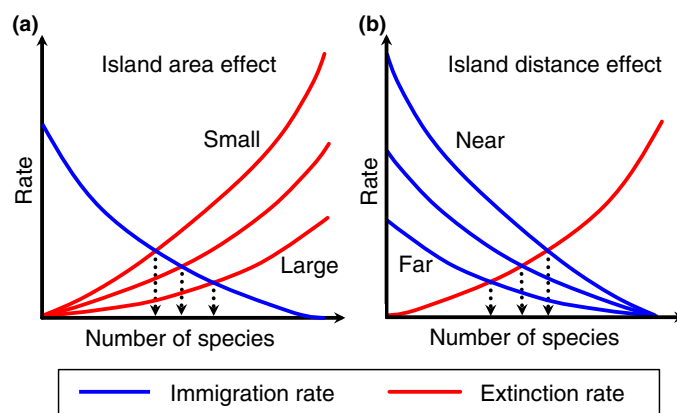 (a)
Island area effect
Small
Large
Rate
Number of species
(b)
Island distance effect
Near
Far
Rate
Number of species
Immigration rate
Extinction rate